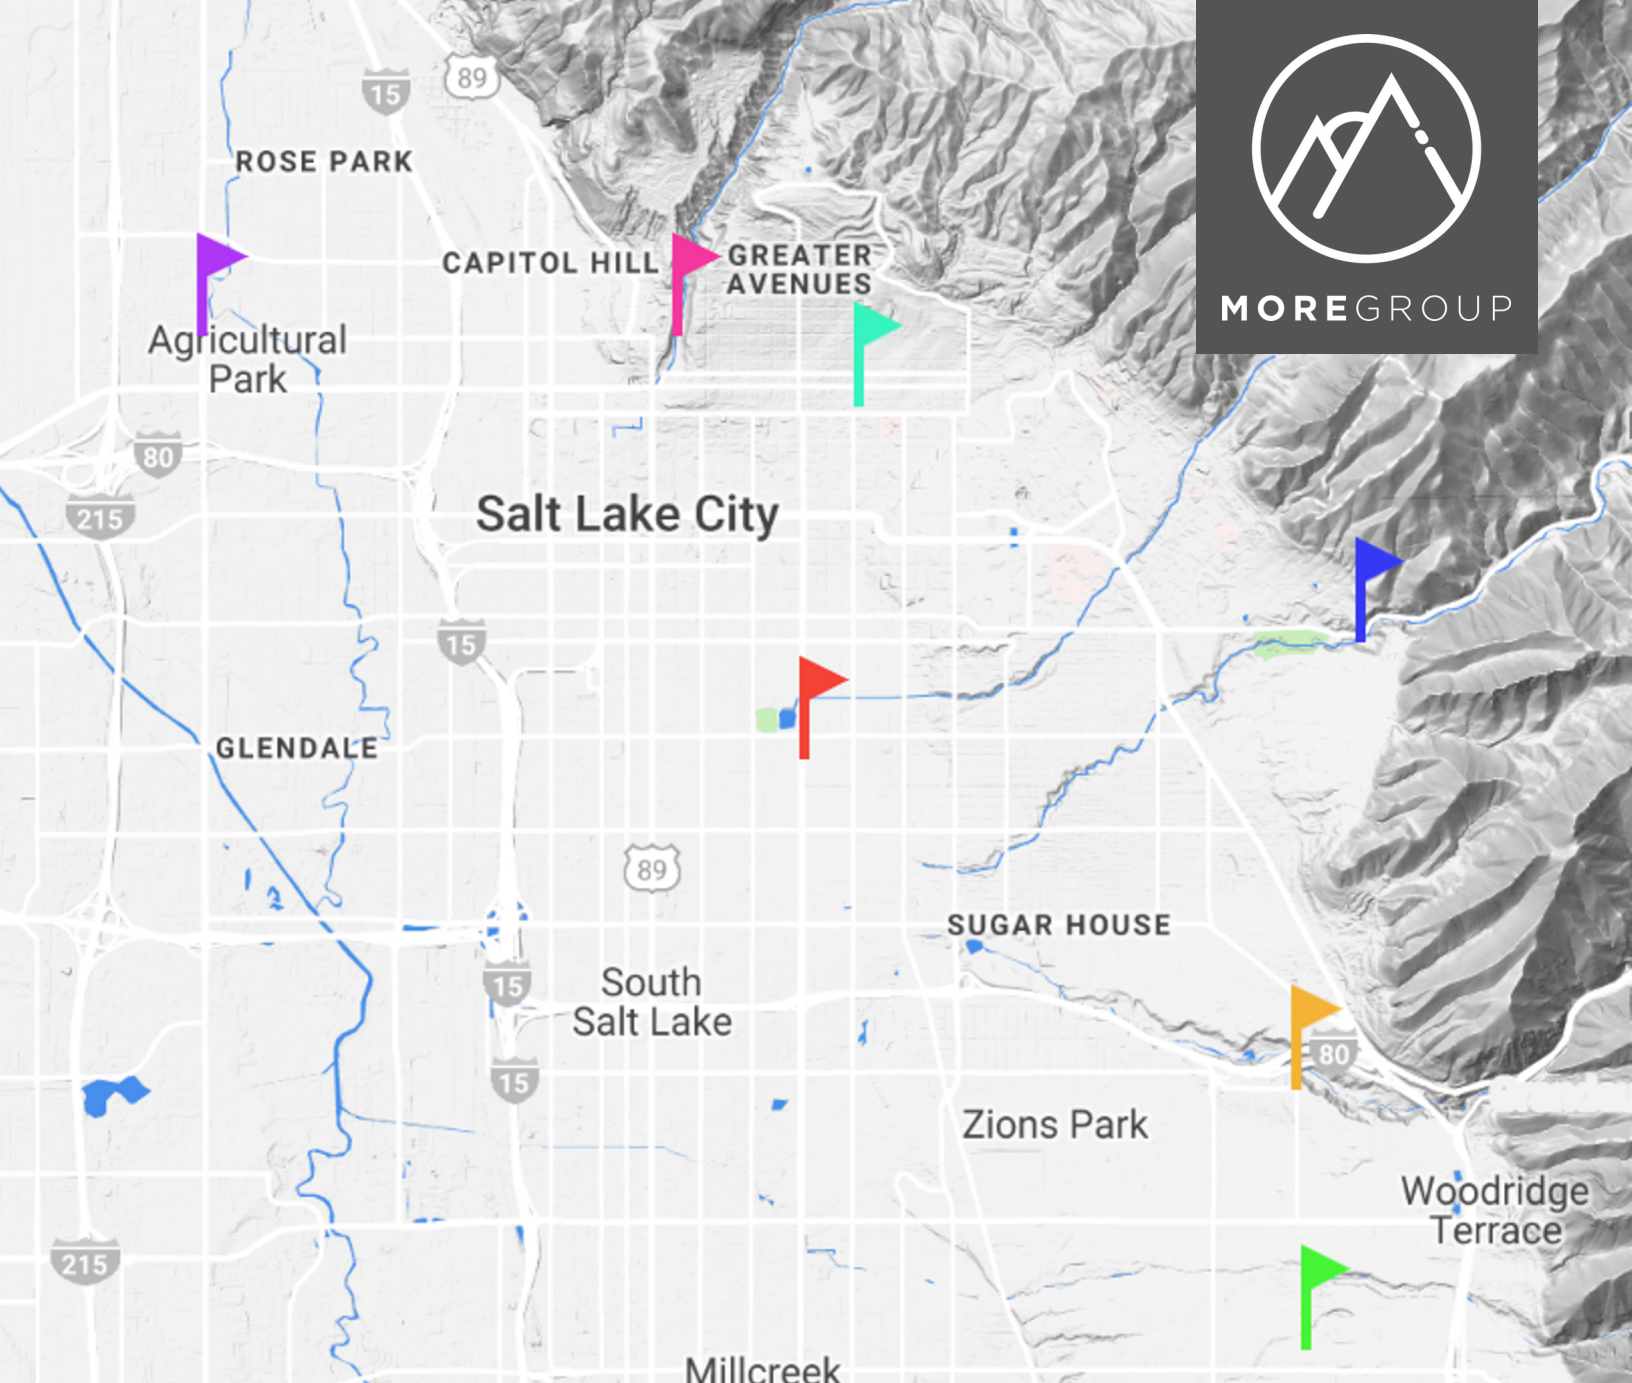 89
15
ROSE PARK
CAPITOL HILL
GREATER
AVENUES
MOREGROUP
Agricultural
Park
80
215
Salt Lake City
15
GLENDALE
89
SUGAR HOUSE
South
Salt Lake
15
80
15
Zions Park
Woodridge
Terrace
215
Millcreek